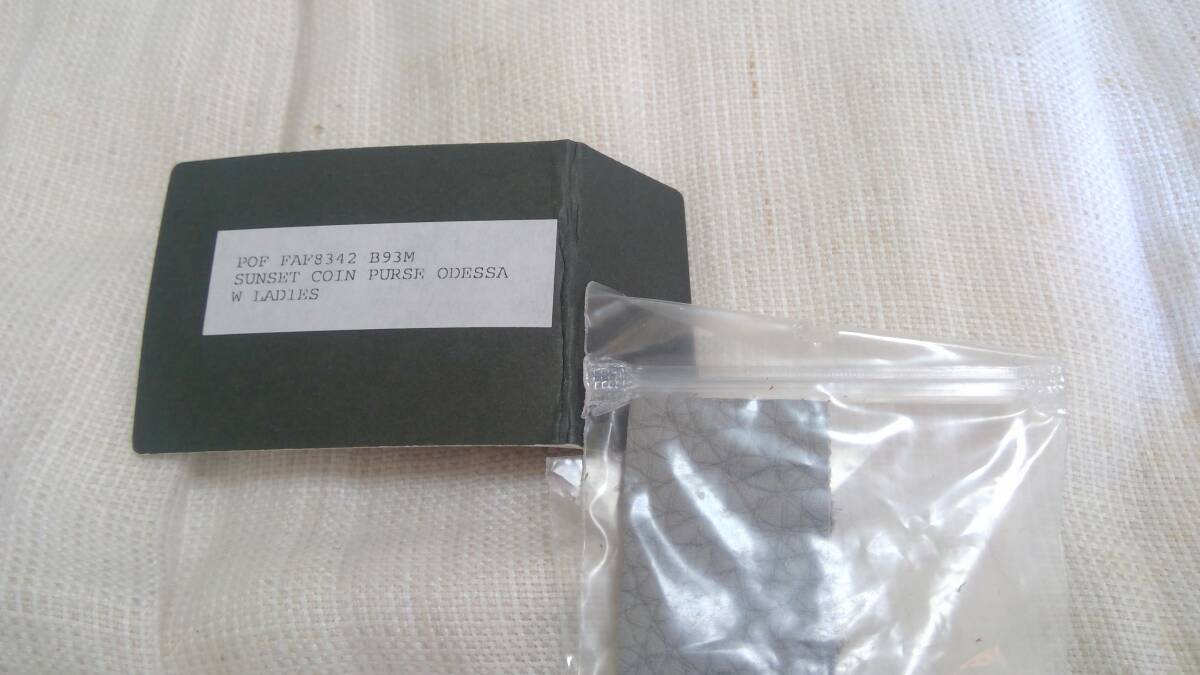 POF FAF8342 B93M
SUNSET COIN PURSE ODESSA
W LADIES